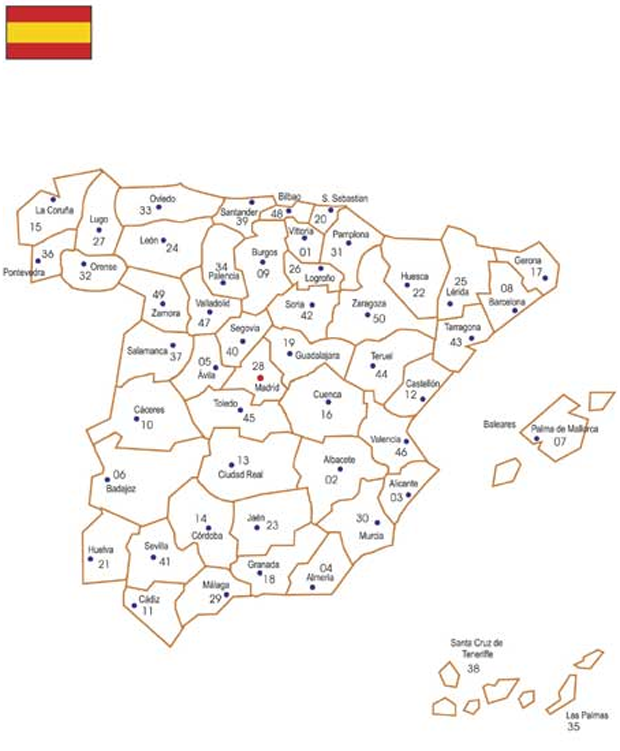 Oviedo
33
Santander
39
Bilbao
48
S. Sebastian
20
La Coruña
15
Lugo
27
León 24
34
Palencia
Burgos
09
Vitoria
01
Pamplona
31
26
Logroño
36
Pontevedra
Orense
32
Huesca
22
25
Lérida
Gerona
17
08
Barcelona
49
Zamora
Valladolid
47
Soria
42
Zaragoza
50
Tarragona
43
Segovia
40
Salamanca
37
05
Ávila
19
Guadalajara
28
Madrid
Teruel
44
Castellón
12
Cáceres
10
Toledo
45
Cuenca
16
Valencia
46
Baleares
Palma de Mallorca
07
06
Badajoz
13
Ciudad Real
Albacete
02
Alicante
03
14
Córdoba
Jaén 23
30
Murcia
Huelva
21
Sevilla
41
Granada
18
04
Almeria
Málaga
29
Cádiz
11
Santa Cruz de
Teneriffe
38
Las Palmas
35